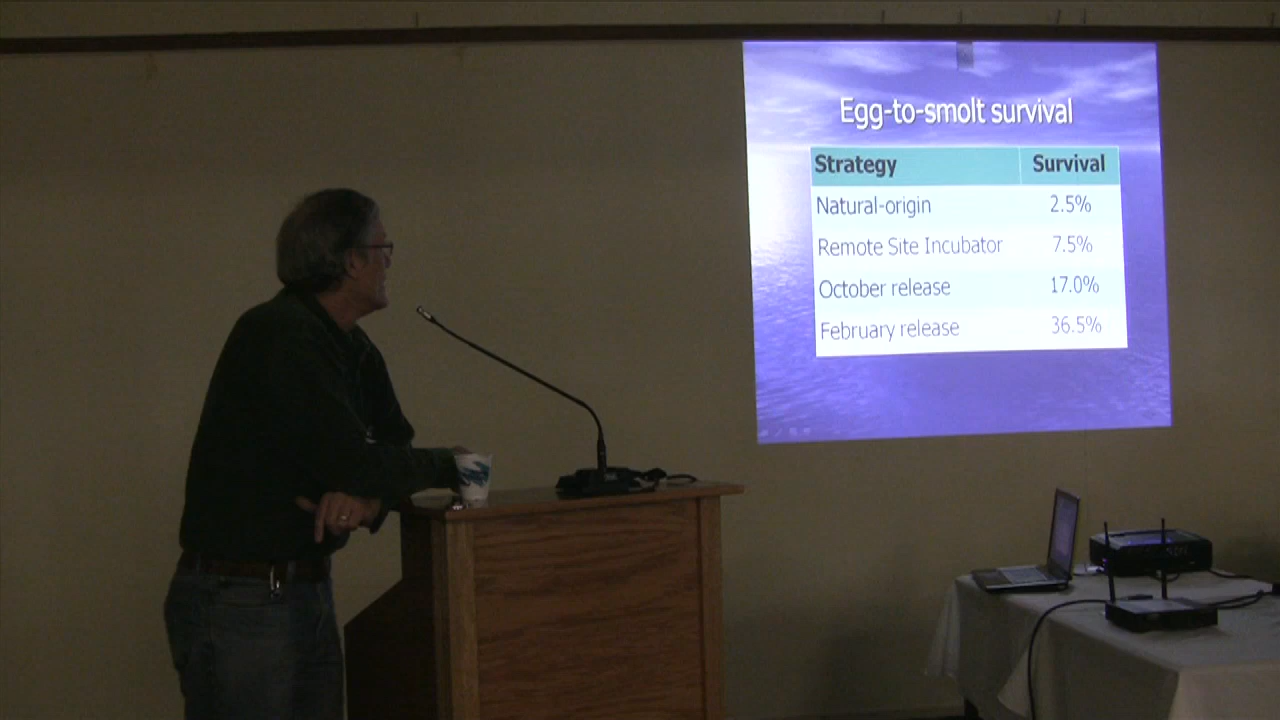 Egg-to-smolt survival
Strategy Survival
Natural-origin 2.5%
Remote Site Incubator 7.5%
October release 17.0%
February release 36.5%